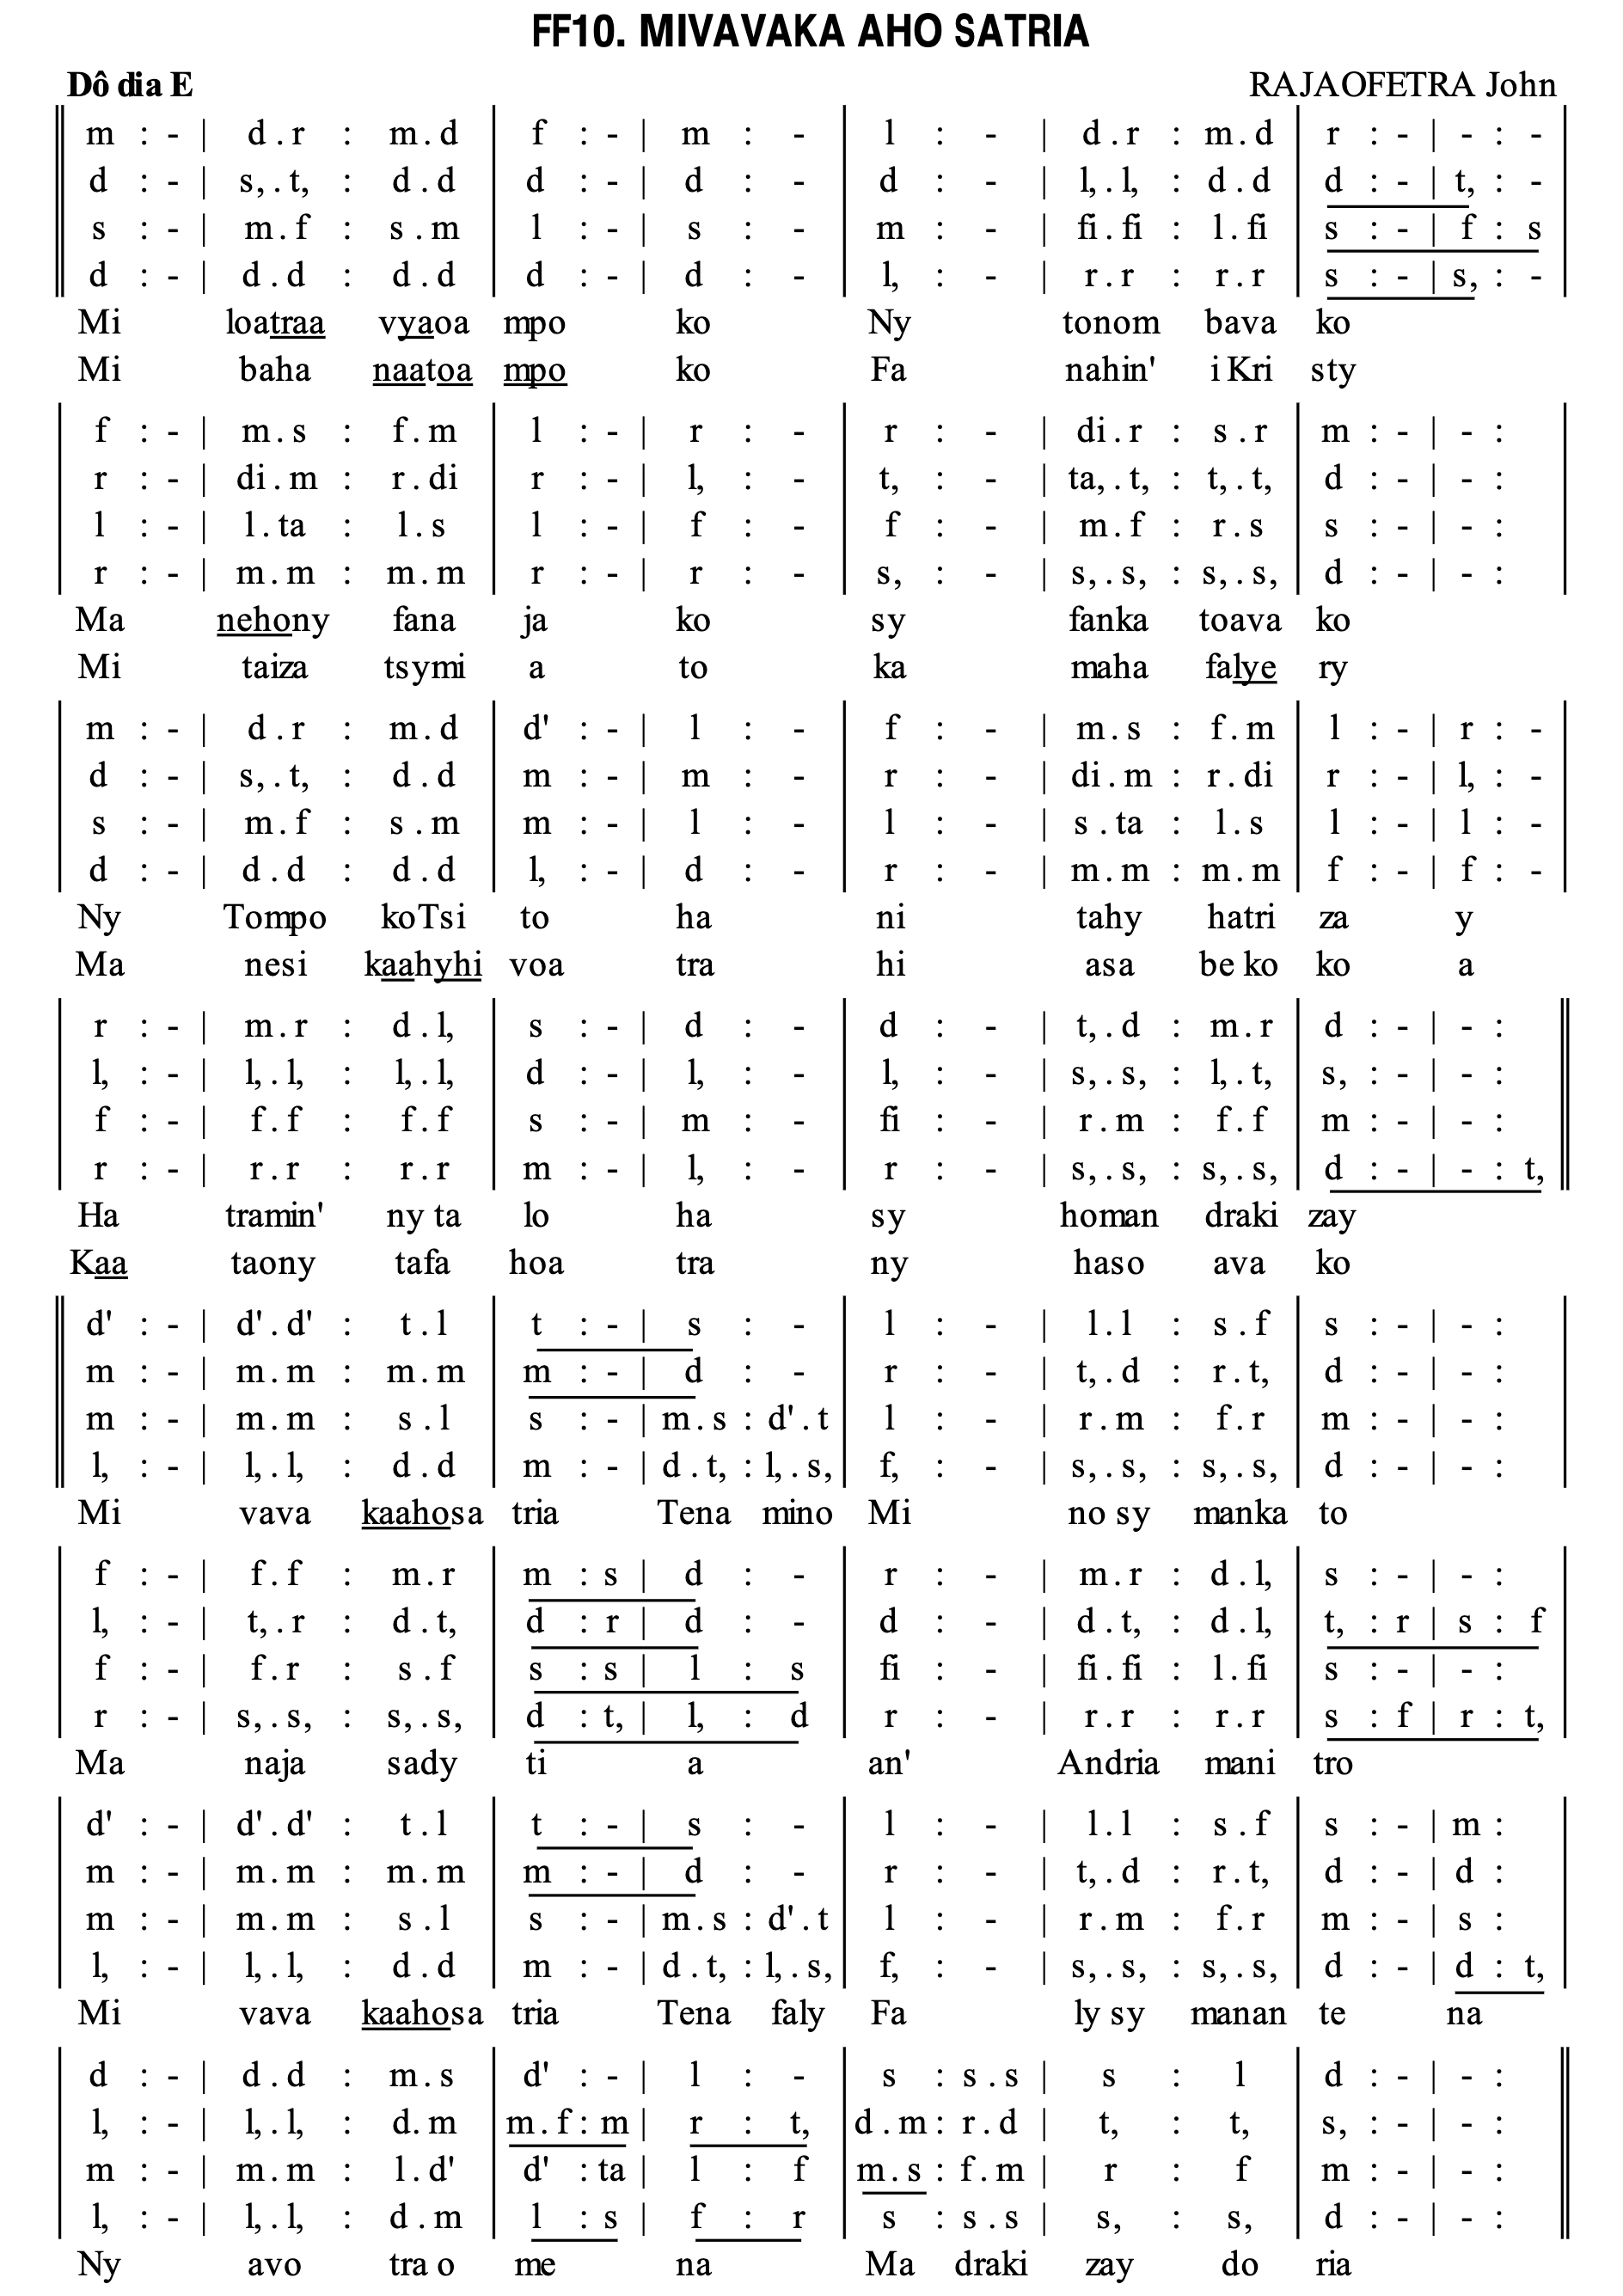 FF10. MIVAVAKA AHO SATRIA
Dô dia E RAJAOFETRA John
m : - | d . r : m . d | f : - | m : - | l : - | d . r : m . d | r : - | - : - |
d : - | s, . t, : d . d | d : - | d : - | d : - | l, . l, : d . d | d : - | t, : - |
s : - | m . f : s . m | l : - | s : - | m : - | fi . fi : l . fi | s : - | f : s |
d : - | d . d : d . d | d : - | d : - | l, : - | r . r : r . r | s : - | s, : - |
Mi loatraa vyaoa mpo ko Ny tonom bava ko
Mi baha naatoa mpo ko Fa nahin' i Kri sty
f : - | m . s : f . m | l : - | r : - | r : - | di . r : s . r | m : - | - : |
r : - | di . m : r . di | r : - | l, : - | t, : - | ta, . t, : t, . t, | d : - | - : |
l : - | l . ta : l . s | l : - | f : - | f : - | m . f : r . s | s : - | - : |
r : - | m . m : m . m | r : - | r : - | s, : - | s, . s, : s, . s, | d : - | - : |
Ma nehony fana ja ko sy fanka toava ko
Mi taiza tsymi a to ka maha falye ry
m : - | d . r : m . d | d' : - | l : - | f : - | m . s : f . m | l : - | r : - |
d : - | s, . t, : d . d | m : - | m : - | r : - | di . m : r . di | r : - | l, : - |
s : - | m . f : s . m | m : - | l : - | l : - | s . ta : l . s | l : - | l : - |
d : - | d . d : d . d | l, : - | d : - | r : - | m . m : m . m | f : - | f : - |
Ny Tompo koTsi to ha ni tahy hatri za y
Ma nesi kaahyhi voa tra hi asa be ko ko a
r : - | m . r : d . l, | s : - | d : - | d : - | t, . d : m . r | d : - | - : ||
l, : - | l, . l, : l, . l, | d : - | l, : - | l, : - | s, . s, : l, . t, | s, : - | - : ||
f : - | f . f : f . f | s : - | m : - | fi : - | r . m : f . f | m : - | - : ||
r : - | r . r : r . r | m : - | l, : - | r : - | s, . s, : s, . s, | d : - | - : t, ||
Ha tramin' ny ta lo ha sy homan draki zay
Kaa taony tafa hoa tra ny haso ava ko
d' : - | d' . d' : t . l | t : - | s : - | l : - | l . l : s . f | s : - | - : |
m : - | m . m : m . m | m : - | d : - | r : - | t, . d : r . t, | d : - | - : |
m : - | m . m : s . l | s : - | m . s : d' . t | l : - | r . m : f . r | m : - | - : |
l, : - | l, . l, : d . d | m : - | d . t, : l, . s, | f, : - | s, . s, : s, . s, | d : - | - : |
Mi vava kaahosa tria Tena mino Mi no sy manka to
f : - | f . f : m . r | m : s | d : - | r : - | m . r : d . l, | s : - | - : |
l, : - | t, . r : d . t, | d : r | d : - | d : - | d . t, : d . l, | t, : r | s : f |
f : - | f . r : s . f | s : s | l : s | fi : - | fi . fi : l . fi | s : - | - : |
r : - | s, . s, : s, . s, | d : t, | l, : d | r : - | r . r : r . r | s : f | r : t, |
Ma naja sady ti a an' Andria mani tro
d' : - | d' . d' : t . l | t : - | s : - | l : - | l . l : s . f | s : - | m : |
m : - | m . m : m . m | m : - | d : - | r : - | t, . d : r . t, | d : - | d : |
m : - | m . m : s . l | s : - | m . s : d' . t | l : - | r . m : f . r | m : - | s : |
l, : - | l, . l, : d . d | m : - | d . t, : l, . s, | f, : - | s, . s, : s, . s, | d : - | d : t, |
Mi vava kaahosa tria Tena faly Fa ly sy manan te na
d : - | d . d : m . s | d' : - | l : - | s : s . s | s : l | d : - | - : ||
l, : - | l, . l, : d . m | m . f : m | r : t, | d . m : r . d | t, : t, | s, : - | - : ||
m : - | m . m : l . d' | d' : ta | l : f | m . s : f . m | r : f | m : - | - : ||
l, : - | l, . l, : d . m | l : s | f : r | s : s . s | s, : s, | d : - | - : ||
Ny avo tra o me na Ma draki zay do ria